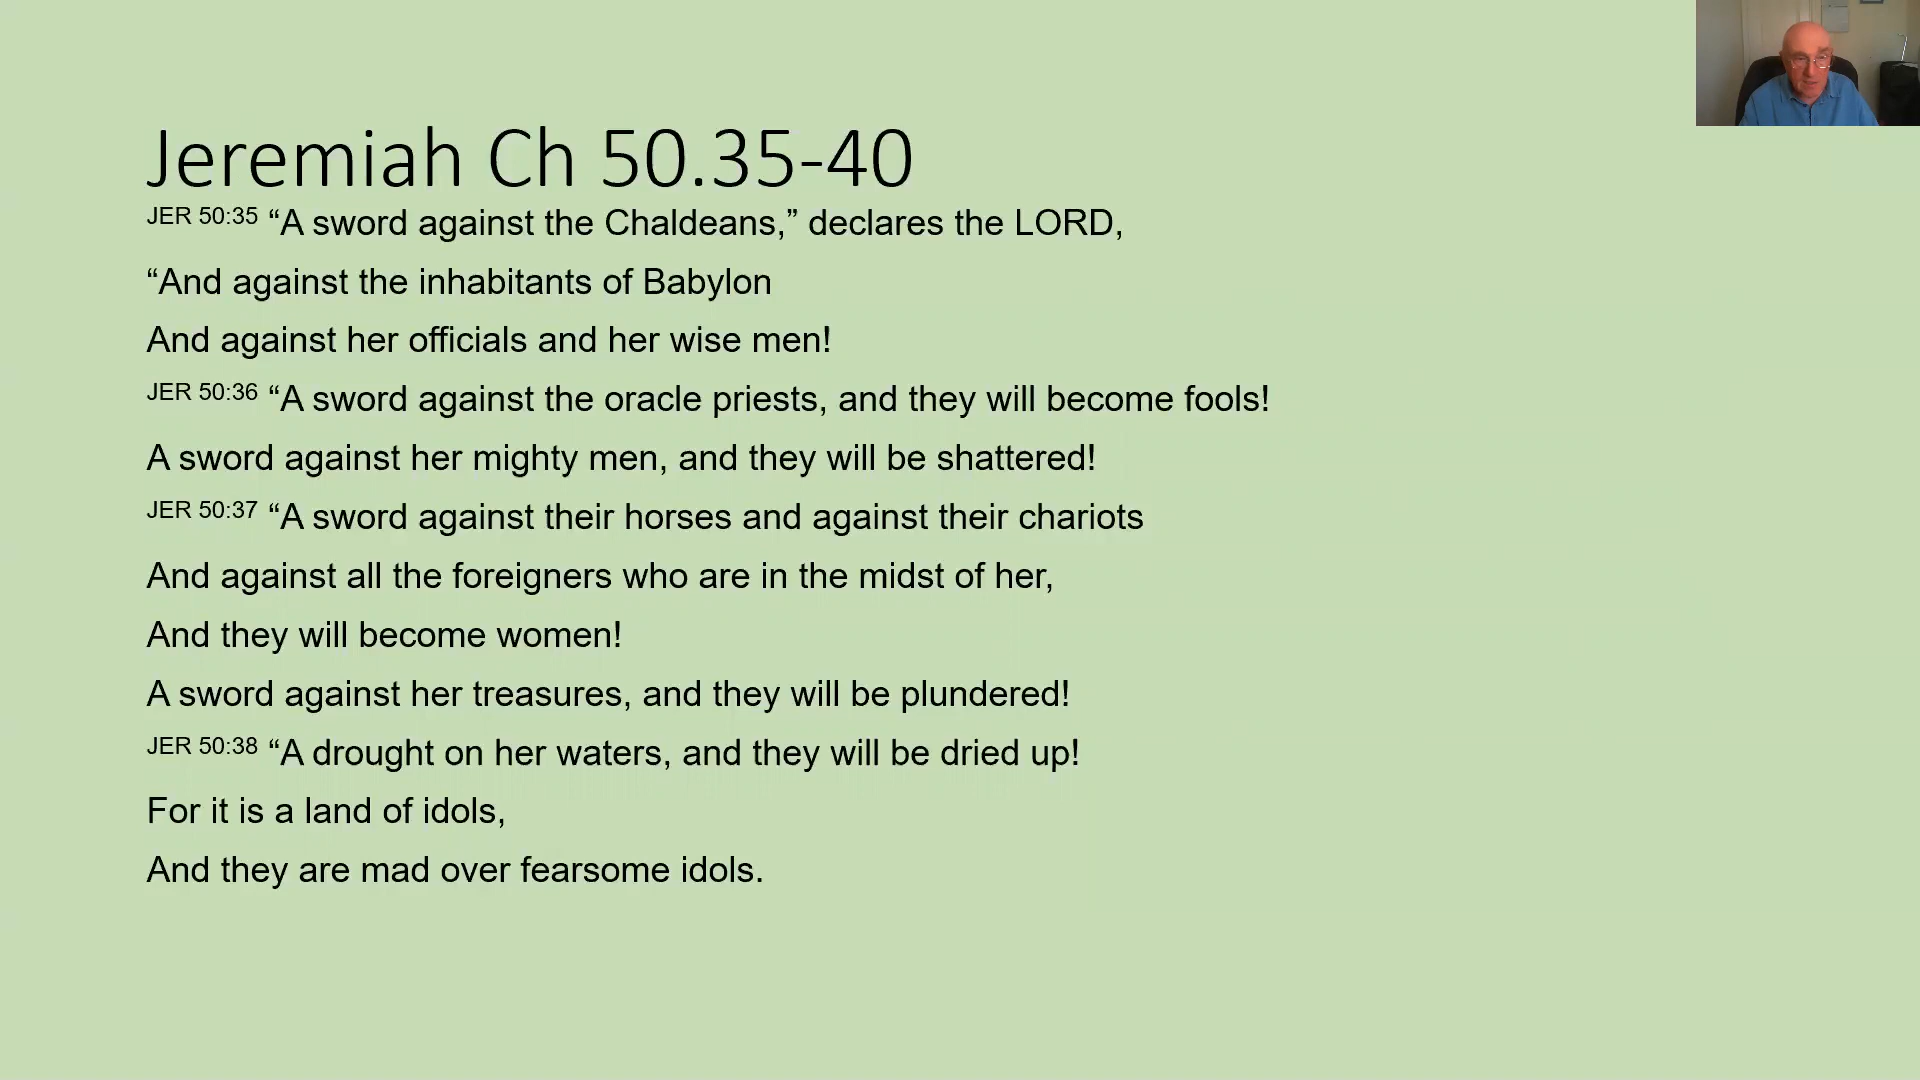 Jeremiah Ch 50.35-40
JER 50:35 “A sword against the Chaldeans,” declares the LORD,
“And against the inhabitants of Babylon
And against her officials and her wise men!
JER 50:36 “A sword against the oracle priests, and they will become fools!
A sword against her mighty men, and they will be shattered!
JER 50:37 “A sword against their horses and against their chariots
And against all the foreigners who are in the midst of her,
And they will become women!
A sword against her treasures, and they will be plundered!
JER 50:38 “A drought on her waters, and they will be dried up!
For it is a land of idols,
And they are mad over fearsome idols.